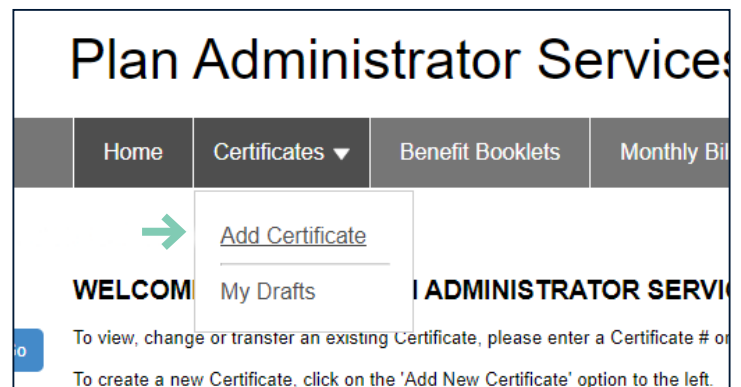 Plan Administrator Services
Home Certificates ▼ Benefit Booklets Monthly Bil
Add Certificate
My Drafts
WELCOM ADMINISTRATOR SERVI
To view, change or transfer an existing Certificate, please enter a Certificate # or
To create a new Certificate, click on the 'Add New Certificate' option to the left.